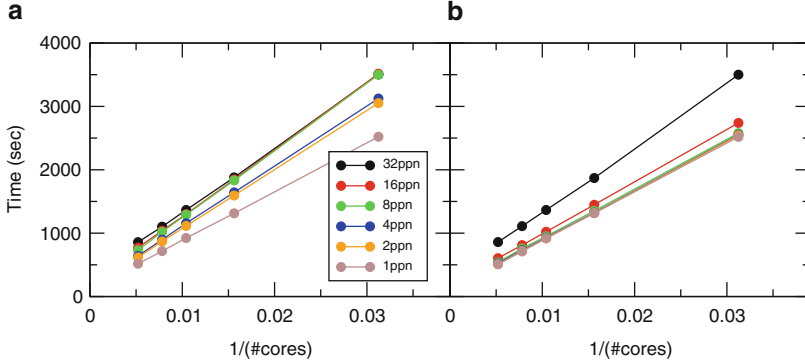 a
b
4000
3000
2000
1000
0
Time (sec)
32ppn
16ppn
8ppn
4ppn
2ppn
1ppn
0 0.01 0.02 0.03
0 0.01 0.02 0.03
1/(#cores)
1/(#cores)